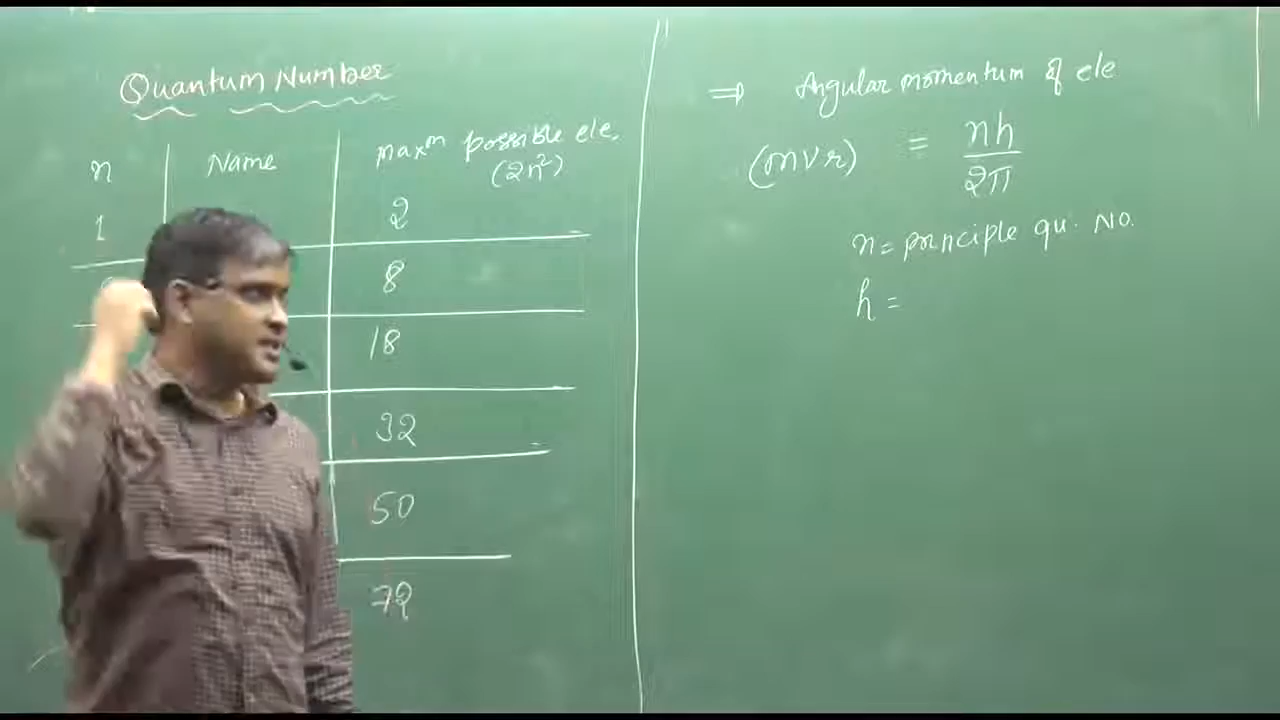 Quantum Number
n Name maxm possible ele.
(2n²)
1 2
8
18
32
50
72
⇒ Angular momentum of ele
(mvr) = nh/2π
n = principle qu. No.
h =